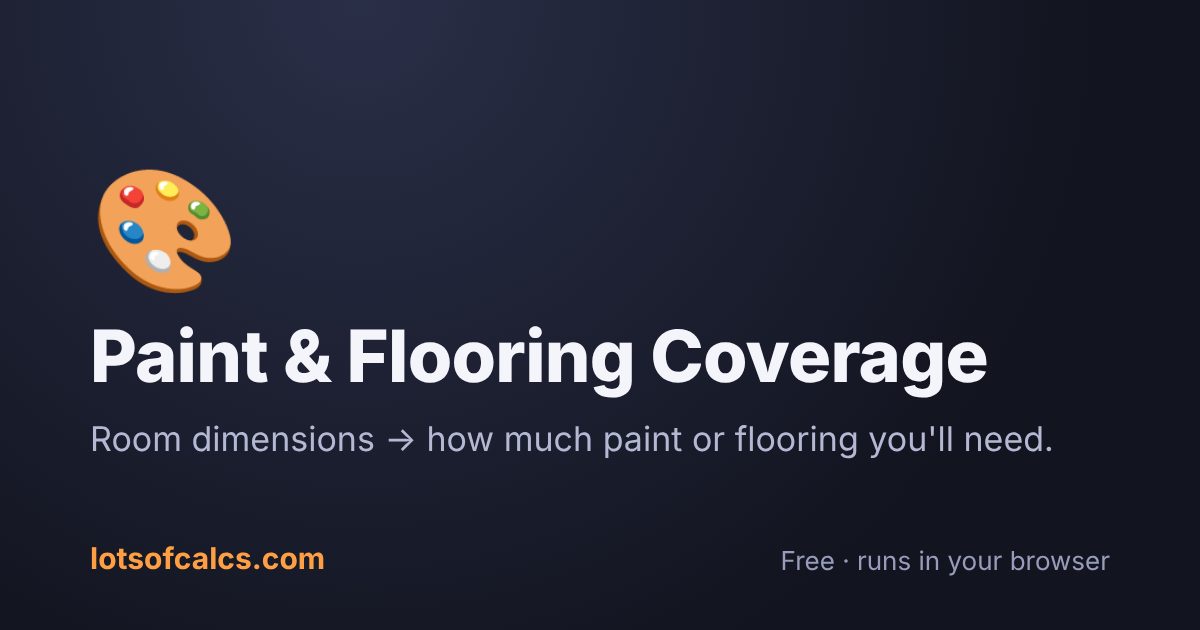 Paint & Flooring Coverage
Room dimensions → how much paint or flooring you'll need.
lotsofcalcs.com
Free · runs in your browser